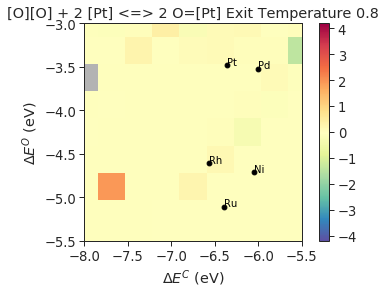 [O][O] + 2 [Pt] <=> 2 O=[Pt] Exit Temperature 0.8
−3.0
−3.5
−4.0
−4.5
−5.0
−5.5
ΔE^O (eV)
Pt
Pd
Rh
Ni
Ru
−8.0 −7.5 −7.0 −6.5 −6.0 −5.5
ΔE^C (eV)
4
3
2
1
0
−1
−2
−3
−4